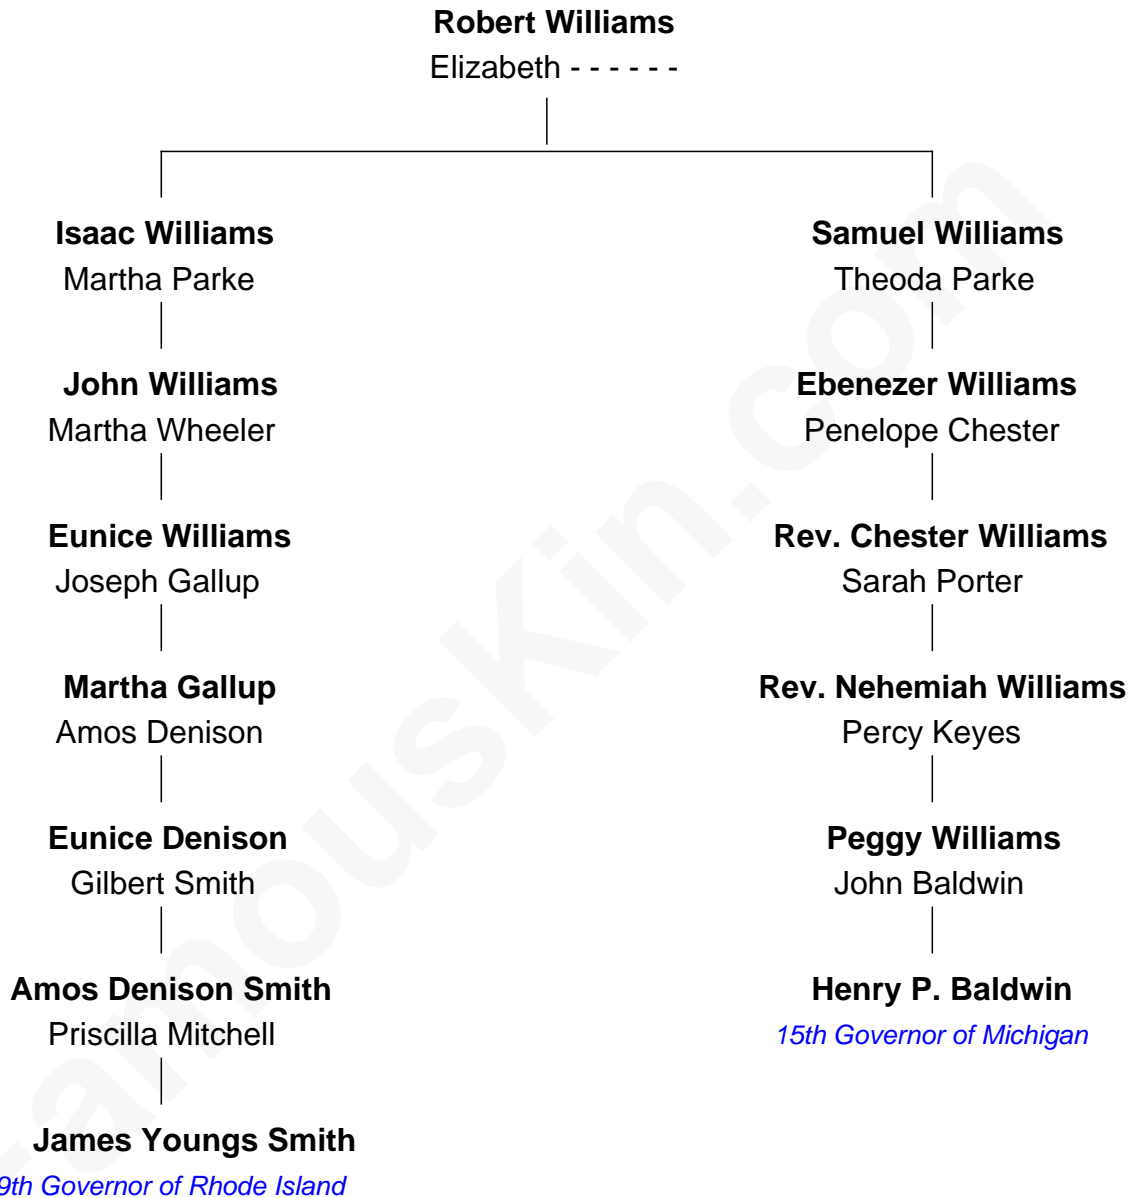 Robert Williams
Elizabeth - - - - - -
Isaac Williams
Martha Parke
Samuel Williams
Theoda Parke
John Williams
Martha Wheeler
Ebenezer Williams
Penelope Chester
Eunice Williams
Joseph Gallup
Rev. Chester Williams
Sarah Porter
Martha Gallup
Amos Denison
Rev. Nehemiah Williams
Percy Keyes
Eunice Denison
Gilbert Smith
Peggy Williams
John Baldwin
Amos Denison Smith
Priscilla Mitchell
Henry P. Baldwin
15th Governor of Michigan
James Youngs Smith
9th Governor of Rhode Island
FamousKin.com